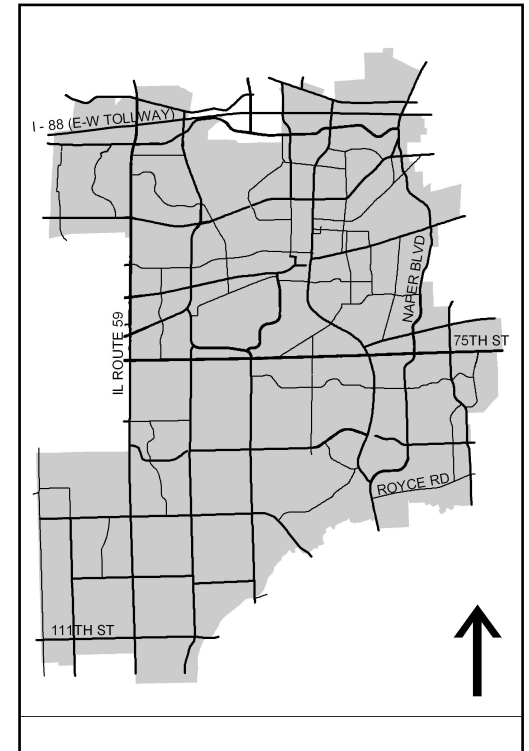 I - 88 (E-W TOLLWAY)
NAPER BLVD
IL ROUTE 59
75TH ST
ROYCE RD
111TH ST